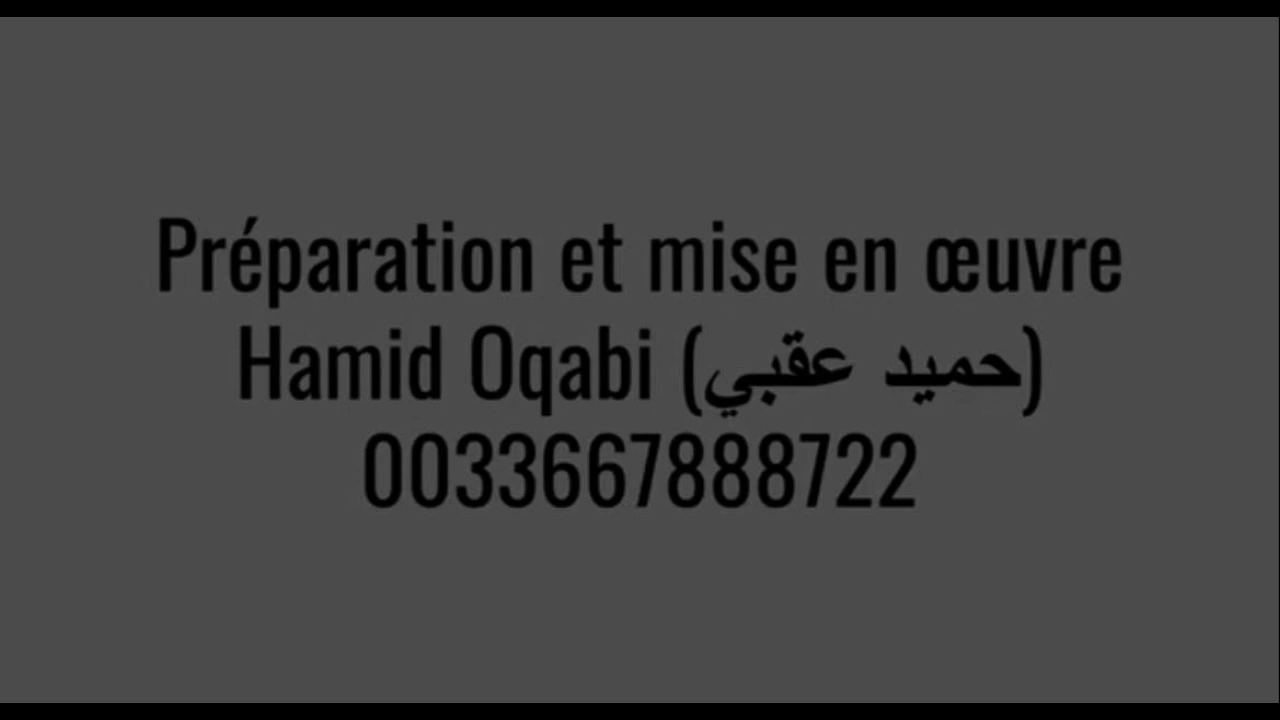 Préparation et mise en œuvre
Hamid Oqabi (حميد عقبي)
0033667888722